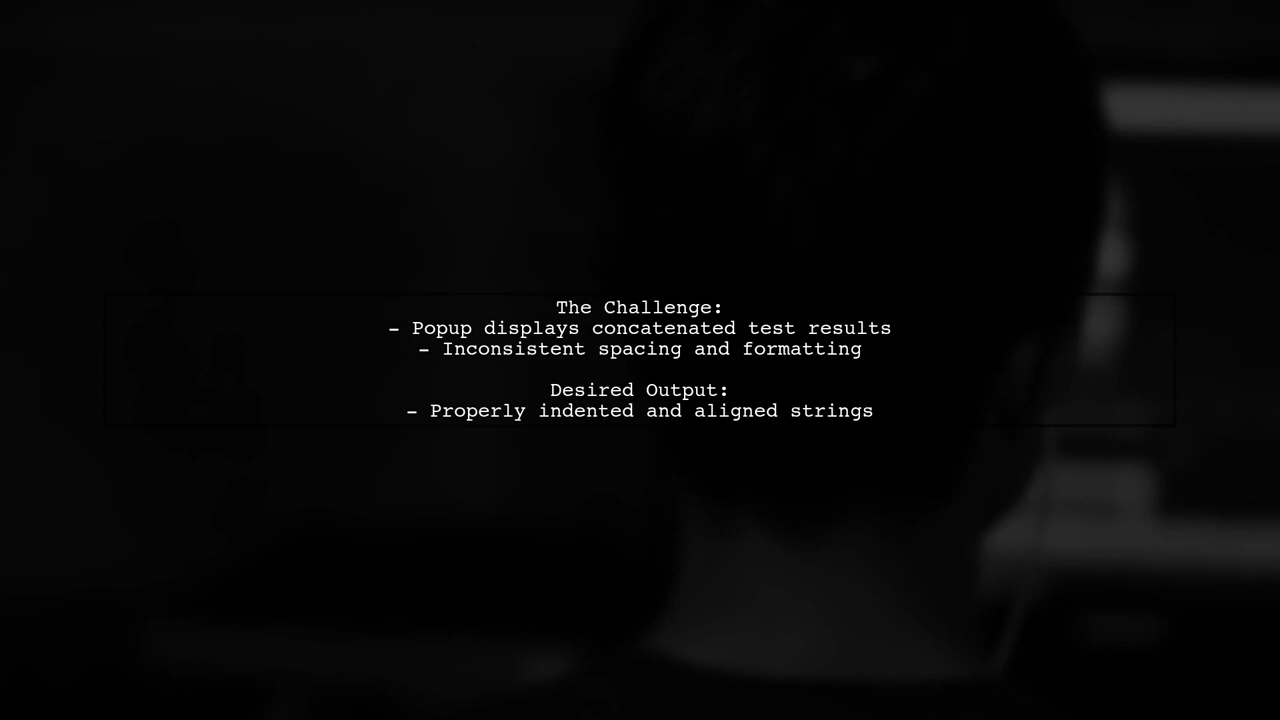 The Challenge:
- Popup displays concatenated test results
- Inconsistent spacing and formatting
Desired Output:
- Properly indented and aligned strings